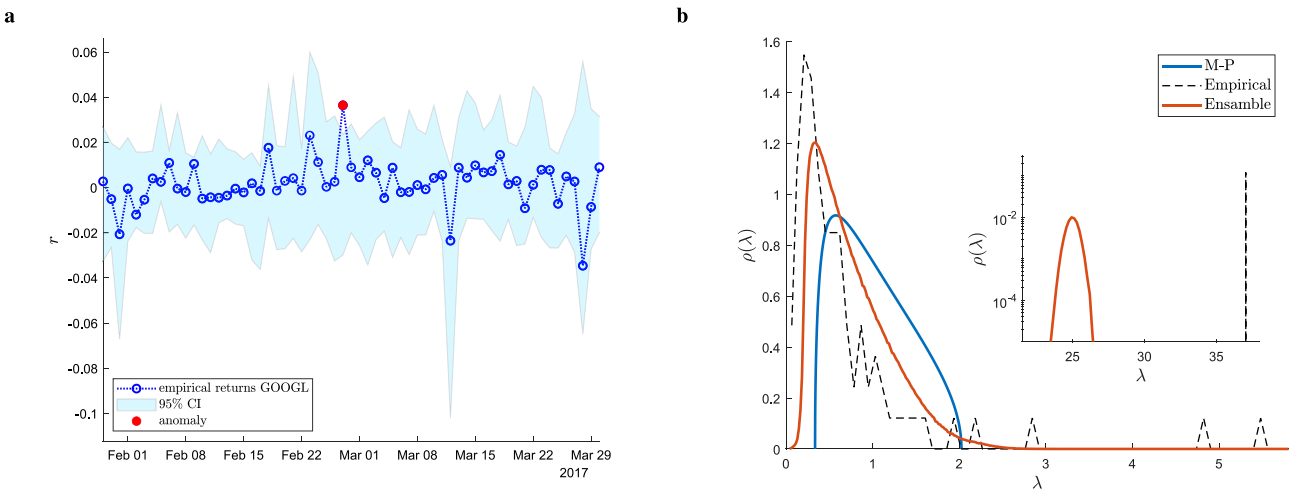 a
r
0.06
0.04
0.02
0
-0.02
-0.04
-0.06
-0.08
-0.1
empirical returns GOOGL
95% CI
anomaly
Feb 01 Feb 08 Feb 15 Feb 22 Mar 01 Mar 08 Mar 15 Mar 22 Mar 29
2017
b
ρ(λ)
1.6
1.4
1.2
1
0.8
0.6
0.4
0.2
0
M-P
Empirical
Ensamble
ρ(λ)
10⁻²
10⁻⁴
25 30 35
λ
0 1 2 3 4 5
λ